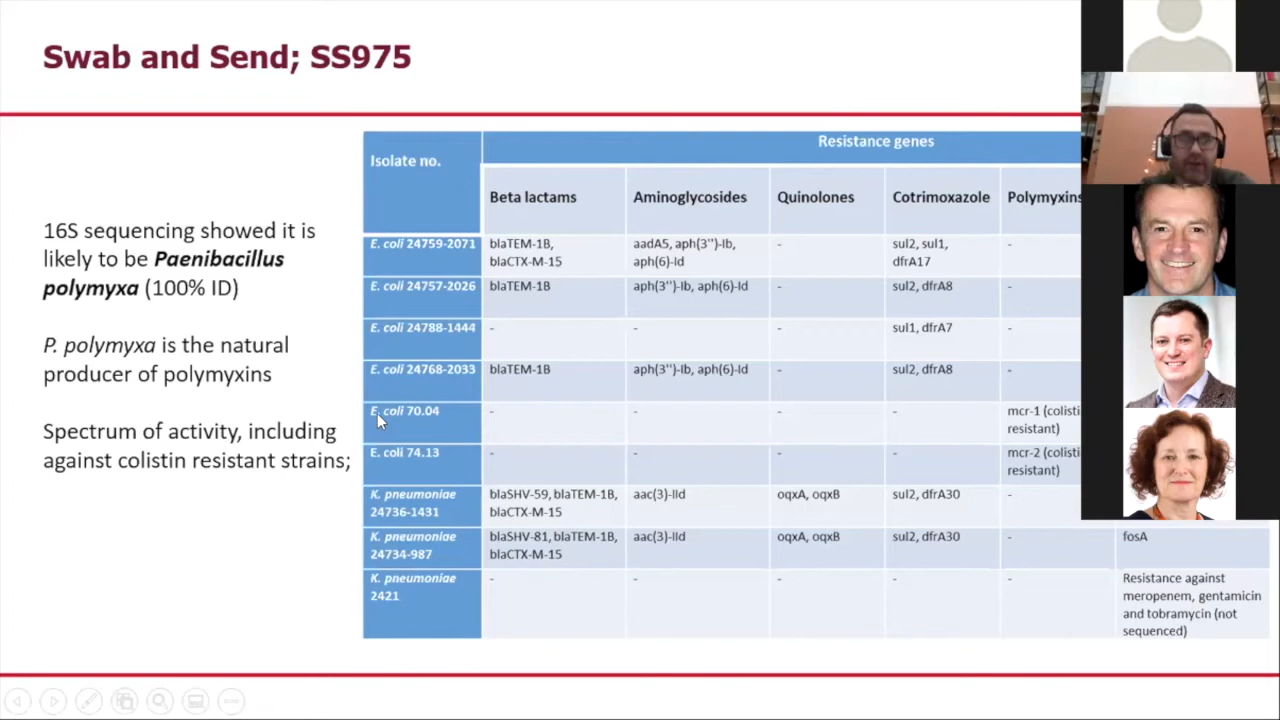 Swab and Send; SS975
16S sequencing showed it is
likely to be Paenibacillus
polymyxa (100% ID)
P. polymyxa is the natural
producer of polymyxins
Spectrum of activity, including
against colistin resistant strains;
Resistance genes
Isolate no.
Beta lactams Aminoglycosides Quinolones Cotrimoxazole Polymyxins
E. coli 24759-2071 blaTEM-1B, aadA5, aph(3'')-Ib, - sul2, sul1, -
blaCTX-M-15 aph(6)-Id dfrA17
E. coli 24757-2026 blaTEM-1B aph(3'')-Ib, aph(6)-Id - sul2, dfrA8 -
E. coli 24788-1444 - - - sul1, dfrA7 -
E. coli 24768-2033 blaTEM-1B aph(3'')-Ib, aph(6)-Id - sul2, dfrA8 -
E. coli 70.04 - - - - mcr-1 (colisti
resistant)
E. coli 74.13 - - - - mcr-2 (colisti
resistant)
K. pneumoniae blaSHV-59, blaTEM-1B, aac(3)-IId oqxA, oqxB sul2, dfrA30 -
24736-1431 blaCTX-M-15
K. pneumoniae blaSHV-81, blaTEM-1B, aac(3)-IId oqxA, oqxB sul2, dfrA30 - fosA
24734-987 blaCTX-M-15
K. pneumoniae - - - - - Resistance against
2421 meropenem, gentamicin
and tobramycin (not
sequenced)